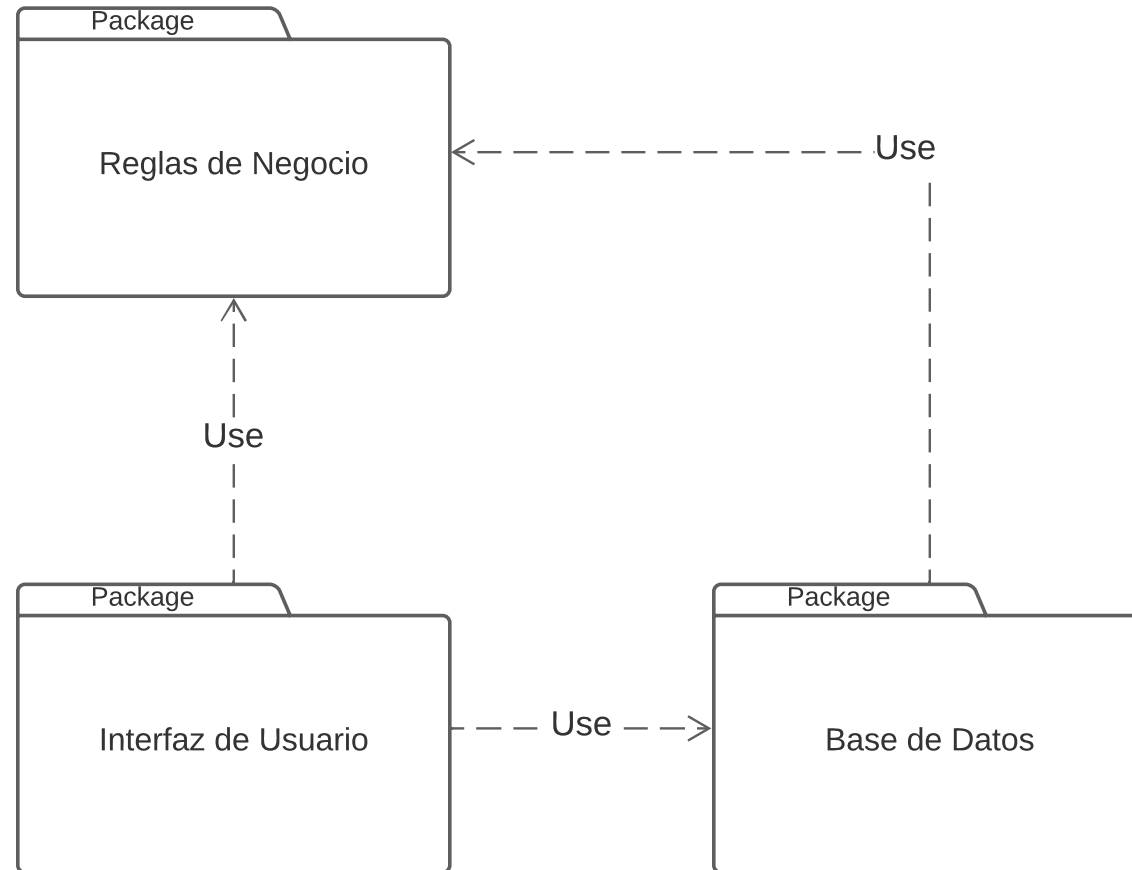 Package
Reglas de Negocio
Use
Use
Package
Interfaz de Usuario
Use
Package
Base de Datos